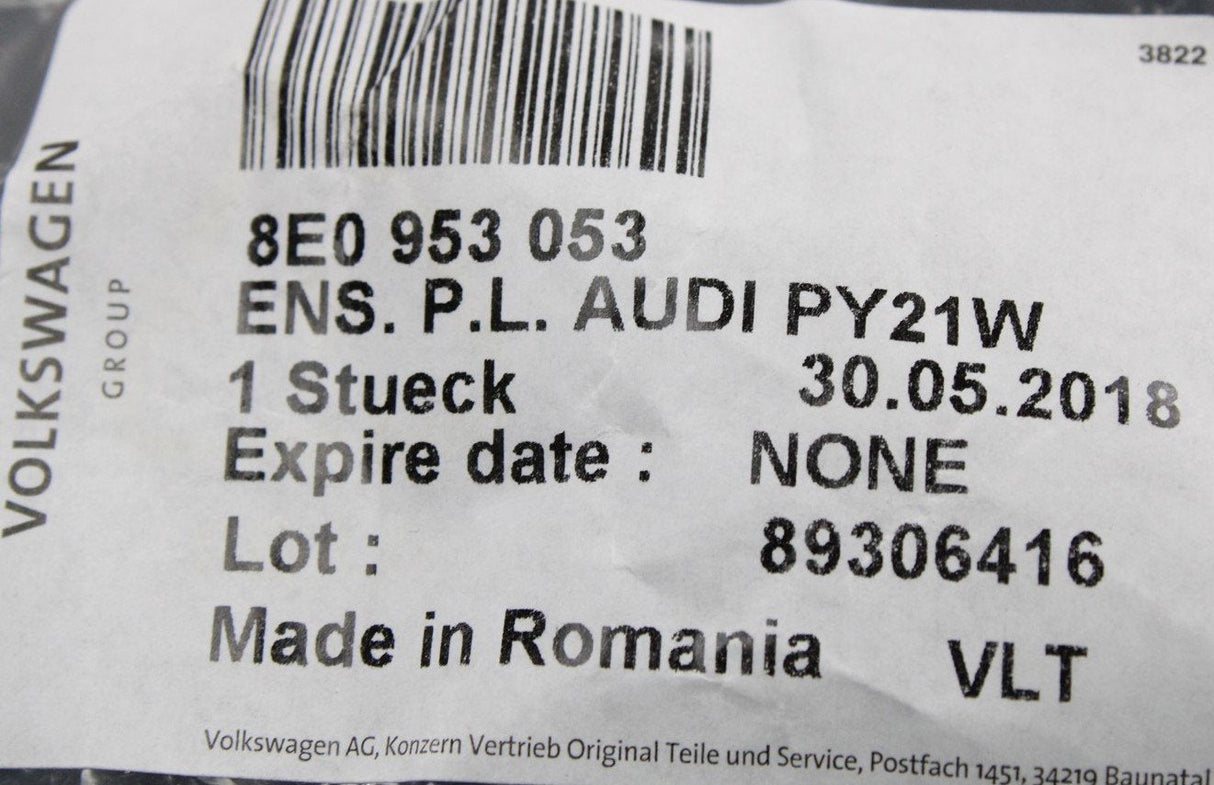 3822
VOLKSWAGEN
GROUP
8E0 953 053
ENS. P.L. AUDI PY21W
1 Stueck 30.05.2018
Expire date : NONE
Lot : 89306416
Made in Romania VLT
Volkswagen AG, Konzern Vertrieb Original Teile und Service, Postfach 1451, 34219 Baunatal